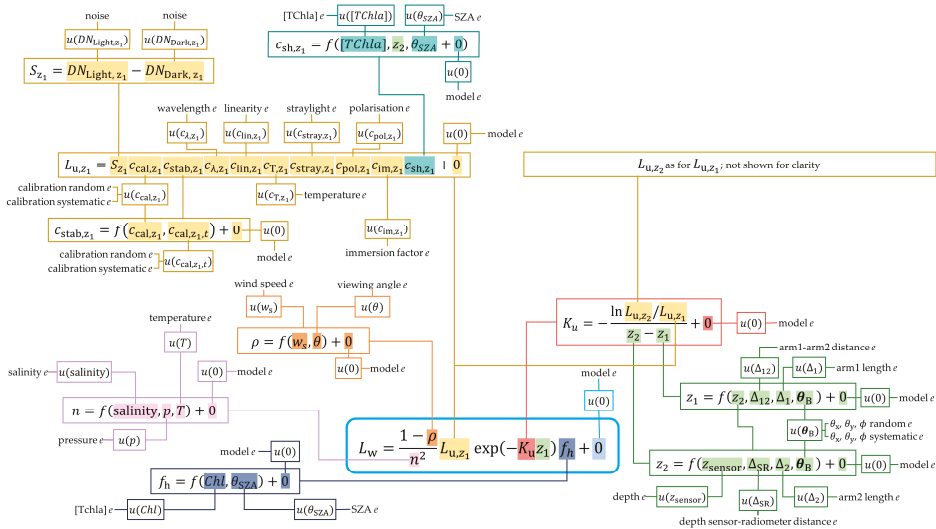 noise noise
u(DN_Light,z₁) u(DN_Dark,z₁)
S_z₁ = DN_Light,z₁ − DN_Dark,z₁
[TChla] e u([TChla]) u(θ_SZA) SZA e
c_sh,z₁ − f([TChla], z₂, θ_SZA + 0)
u(0)
model e
wavelength e linearity e straylight e polarisation e
u(c_λ,z₁) u(c_lin,z₁) u(c_stray,z₁) u(c_pol,z₁) u(0) model e
L_u,z₁ = S_z₁ c_cal,z₁ c_stab,z₁ c_λ,z₁ c_lin,z₁ c_T,z₁ c_stray,z₁ c_pol,z₁ c_im,z₁ c_sh,z₁ + 0
L_u,z₂ as for L_u,z₁; not shown for clarity
calibration random e
calibration systematic e
u(c_cal,z₁)
u(c_T,z₁) temperature e
c_stab,z₁ = f(c_cal,z₁, c_cal,z₁,t) + 0
u(0)
model e
u(c_im,z₁)
immersion factor e
calibration random e
calibration systematic e
u(c_cal,z₁,t)
wind speed e viewing angle e
u(w_s) u(θ)
ρ = f(w_s, θ) + 0
u(0) model e
K_u = − ln L_u,z₂/L_u,z₁ / z₂ − z₁ + 0
u(0) model e
temperature e
u(T)
salinity e u(salinity) u(0) model e
n = f(salinity, p, T) + 0
pressure e u(p)
arm1-arm2 distance e
u(Δ₁₂) u(Δ₁) arm1 length e
z₁ = f(z₂, Δ₁₂, Δ₁, θ_B) + 0
u(0)
model e
u(θ_B)
θₓ, θ_y, ϕ random e
θₓ, θ_y, ϕ systematic e
model e
u(0)
L_w = 1 − ρ / n² L_u,z₁ exp(−K_u z₁) f_h + 0
z₂ = f(z_sensor, Δ_SR, Δ₂, θ_B) + 0
u(0) model e
depth e u(z_sensor) u(Δ_SR) u(Δ₂) arm2 length e
depth sensor-radiometer distance e
model e u(0)
f_h = f(Chl, θ_SZA) + 0
[Tchla] e u(Chl) u(θ_SZA) SZA e